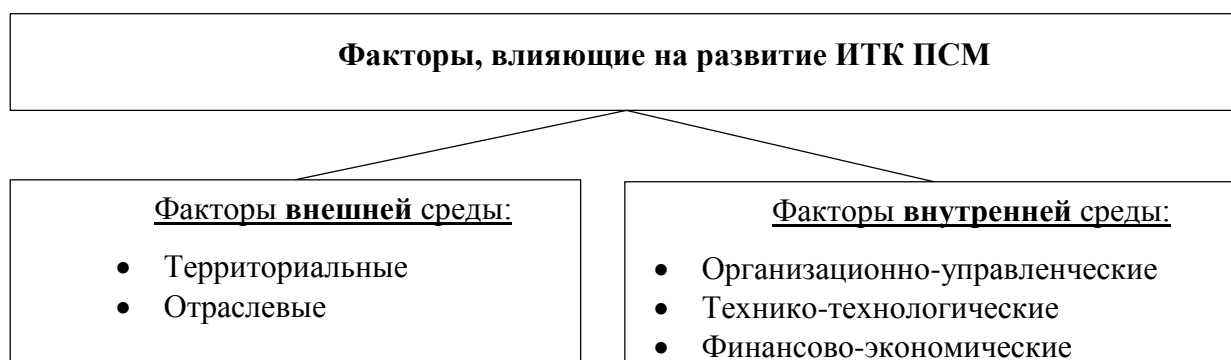 Факторы, влияющие на развитие ИТК ПСМ
Факторы внешней среды:
• Территориальные
• Отраслевые
Факторы внутренней среды:
• Организационно-управленческие
• Технико-технологические
• Финансово-экономические